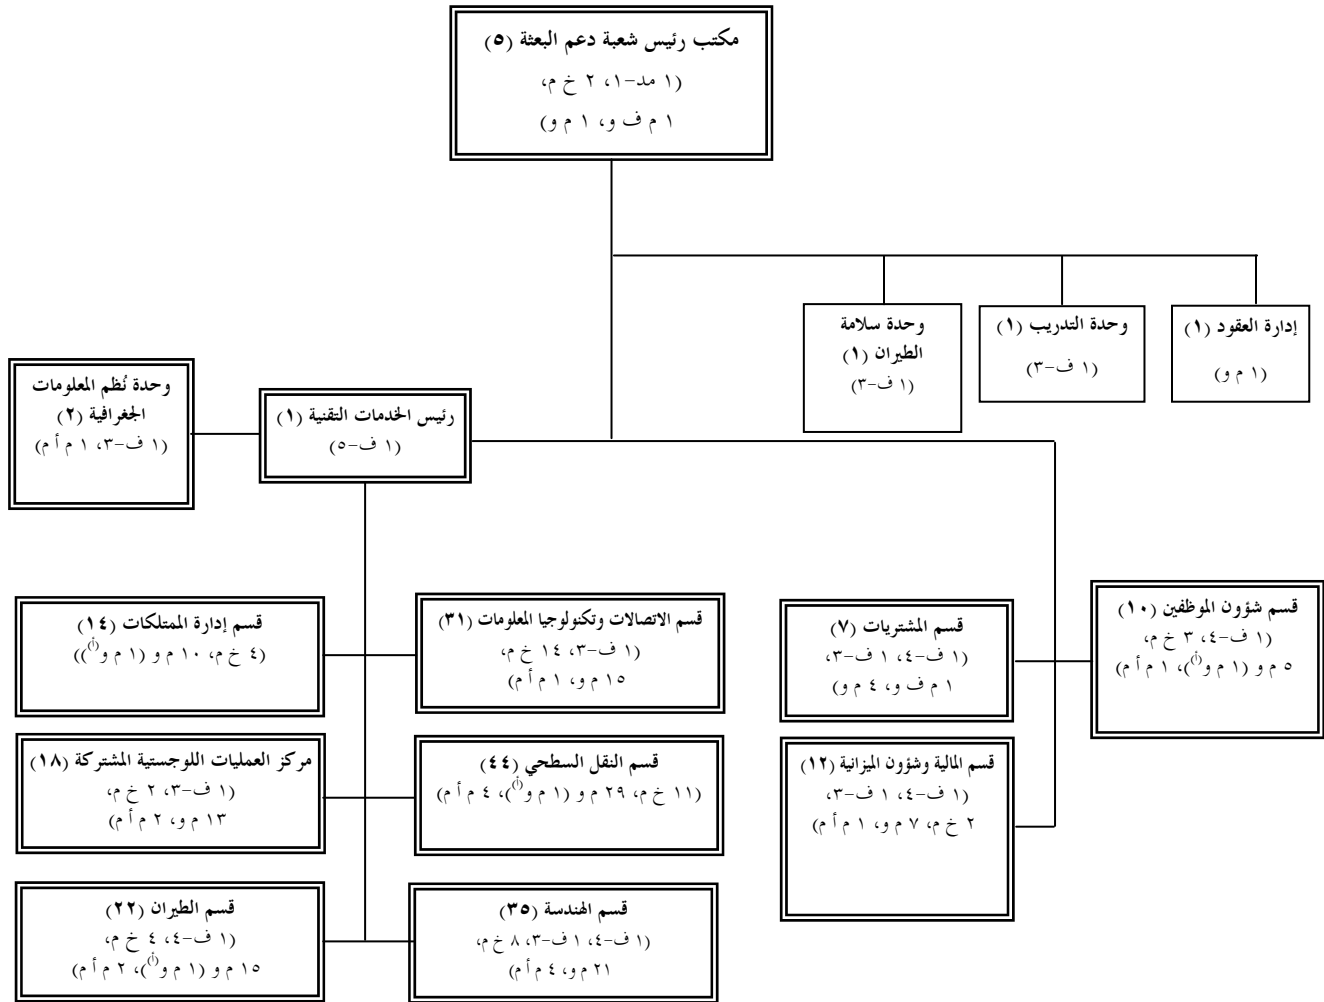 مكتب رئيس شعبة دعم البعثة (٥)
(١ مد-١، ٢ خ م،
١ م ف و، ١ م و)
إدارة العقود (١)
(١ م و)
وحدة التدريب (١)
(١ ف-٣)
وحدة سلامة
الطيران (١)
(١ ف-٣)
رئيس الخدمات التقنية (١)
(١ ف-٥)
وحدة نُظم المعلومات
الجغرافية (٢)
(١ ف-٣، ١ م أ م)
قسم شؤون الموظفين (١٠)
(١ ف-٤، ٣ خ م،
٥ م و (١ م و(أ)، ١ م أ م)
قسم المشتريات (٧)
(١ ف-٤، ١ ف-٣،
١ م ف و، ٤ م و)
قسم المالية وشؤون الميزانية (١٢)
(١ ف-٤، ١ ف-٣،
٢ خ م، ٧ م و، ١ م أ م)
قسم الاتصالات وتكنولوجيا المعلومات (٣١)
(١ ف-٣، ١٤ خ م،
١٥ م و، ١ م أ م)
قسم إدارة الممتلكات (١٤)
(٤ خ م، ١٠ م و (١ م و(أ)))
قسم النقل السطحي (٤٤)
(١١ خ م، ٢٩ م و (١ م و(أ)، ٤ م أ م)
مركز العمليات اللوجستية المشتركة (١٨)
(١ ف-٣، ٢ خ م،
١٣ م و، ٢ م أ م)
قسم الهندسة (٣٥)
(١ ف-٤، ١ ف-٣، ٨ خ م،
٢١ م و، ٤ م أ م)
قسم الطيران (٢٢)
(١ ف-٤، ٤ خ م،
١٥ م و (١ م و(أ)، ٢ م أ م)